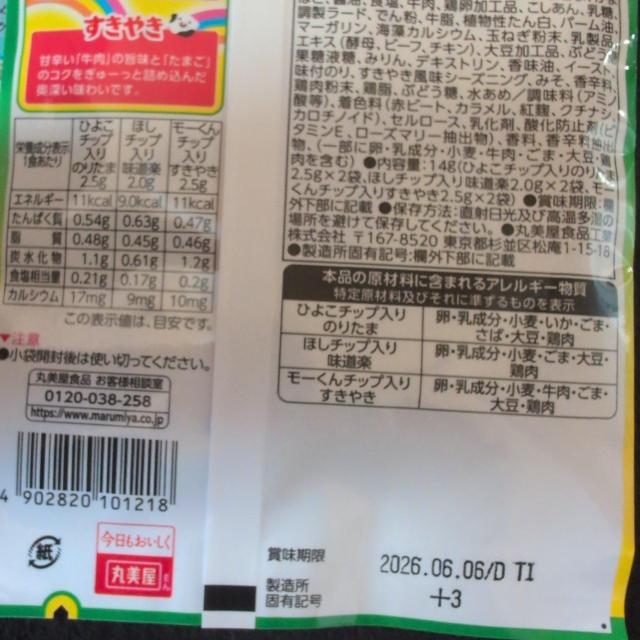 すきやき
甘辛い「牛肉」の旨味と「たまご」
のコクをぎゅーっと詰め込んだ
奥深い味わいです。
栄養成分表示 1食あたり ひよこチップ入りのりたま2.5g ほしチップ入り味道楽2.0g モーくんチップ入りすきやき2.5g
エネルギー 11kcal 9.0kcal 11kcal
たんぱく質 0.54g 0.63g 0.47g
脂質 0.48g 0.45g 0.46g
炭水化物 1.1g 0.61g 1.2g
食塩相当量 0.21g 0.17g 0.2g
カルシウム 17mg 9mg 10mg
この表示値は、目安です。
▼注意
●小袋開封後は使い切ってください。
丸美屋食品 お客様相談室
0120-038-258
https://www.marumiya.co.jp
4 902820 101218
紙
今日もおいしく
丸美屋
醤油、食塩、牛肉、鶏卵加工品、こしあん、乳糖、
調製ラード、でん粉、牛脂、植物性たん白、パーム油、
マーガリン、海藻カルシウム、玉ねぎ粉末、乳製品、
エキス(酵母、ビーフ、チキン)、大豆加工品、ぶどう
果糖液糖、みりん、デキストリン、香味油、イースト、
味付のり、すきやき風味シーズニング、みそ、香辛料、
鶏肉粉末、鶏脂、ぶどう糖、水あめ/調味料(アミノ
酸等)、着色料(赤ビート、カラメル、紅麹、クチナシ、
カロチノイド)、セルロース、乳化剤、酸化防止剤(ビ
タミンE、ローズマリー抽出物)、香料、香辛料抽出
物、(一部に卵・乳成分・小麦・牛肉・ごま・大豆・鶏
肉を含む) ●内容量:14g(ひよこチップ入りのりたま
2.5g×2袋、ほしチップ入り味道楽2.0g×2袋、モー
くんチップ入りすきやき2.5g×2袋) ●賞味期限:欄
外下部に記載 ●保存方法:直射日光及び高温多湿の
場所を避けて保存してください。 ●丸美屋食品工業
株式会社 〒167-8520 東京都杉並区松庵1-15-18
●製造所固有記号:欄外下部に記載
本品の原材料に含まれるアレルギー物質
特定原材料及びそれに準ずるものを表示
ひよこチップ入り のりたま 卵・乳成分・小麦・いか・ごま・さば・大豆・鶏肉
ほしチップ入り 味道楽 卵・乳成分・小麦・ごま・大豆・鶏肉
モーくんチップ入り すきやき 卵・乳成分・小麦・牛肉・ごま・大豆・鶏肉
賞味期限 2026.06.06/D TI
製造所
固有記号 +3